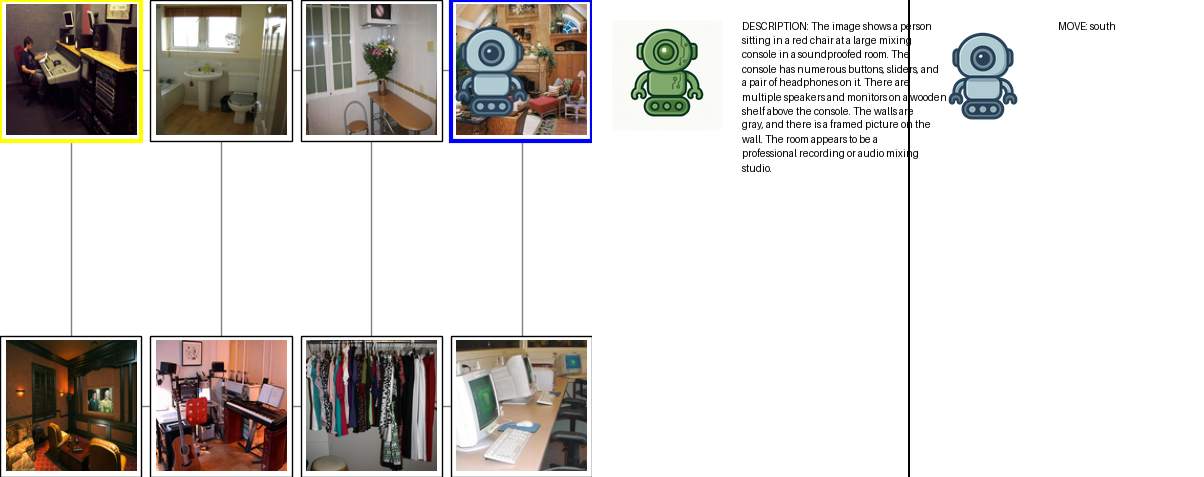 DESCRIPTION: The image shows a person
sitting in a red chair at a large mixing
console in a soundproofed room. The
console has numerous buttons, sliders, and
a pair of headphones on it. There are
multiple speakers and monitors on a wooden
shelf above the console. The walls are
gray, and there is a framed picture on the
wall. The room appears to be a
professional recording or audio mixing
studio.
MOVE: south